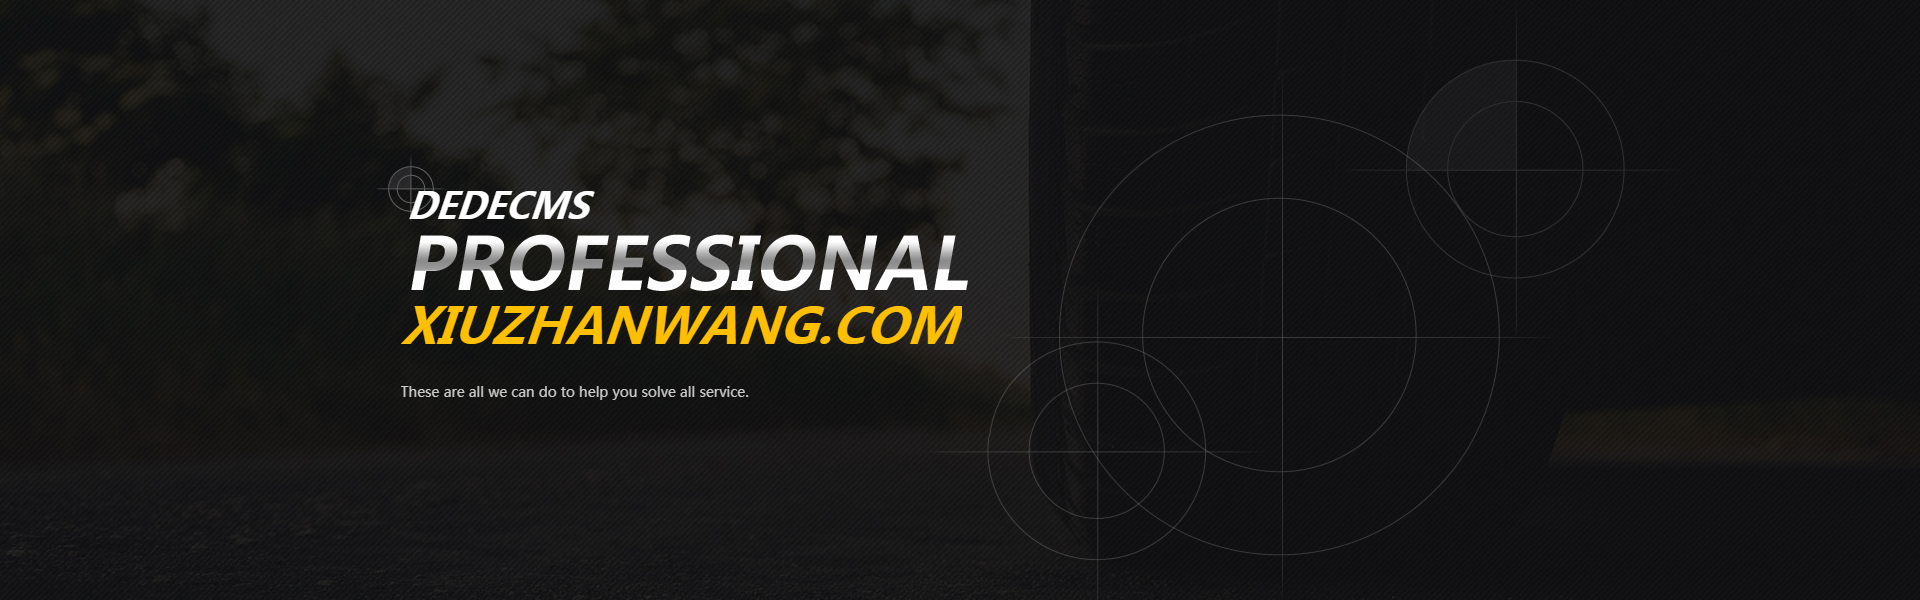 DEDECMS
PROFESSIONAL
XIUZHANWANG.COM
These are all we can do to help you solve all service.